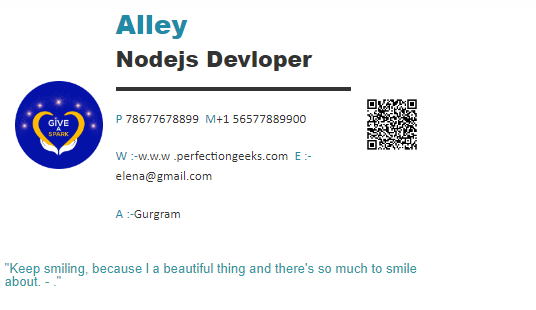 Alley
Nodejs Devloper
GIVE
A
SPARK
P 78677678899 M+1 56577889900
W :-w.w.w .perfectiongeeks.com E :-
elena@gmail.com
A :-Gurgram
"Keep smiling, because l a beautiful thing and there's so much to smile
about. - ."